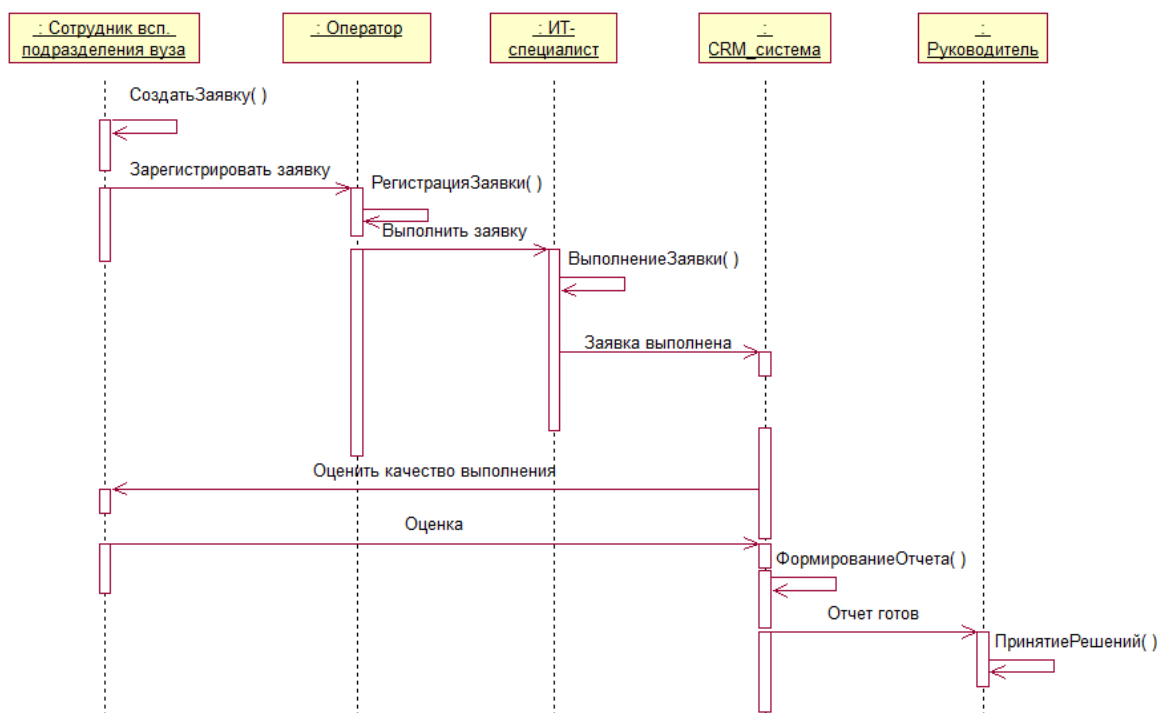 : Сотрудник всп.
подразделения вуза
: Оператор
: ИТ-
специалист
:
CRM_система
:
Руководитель
СоздатьЗаявку( )
Зарегистрировать заявку
РегистрацияЗаявки( )
Выполнить заявку
ВыполнениеЗаявки( )
Заявка выполнена
Оценить качество выполнения
Оценка
ФормированиеОтчета( )
Отчет готов
ПринятиеРешений( )